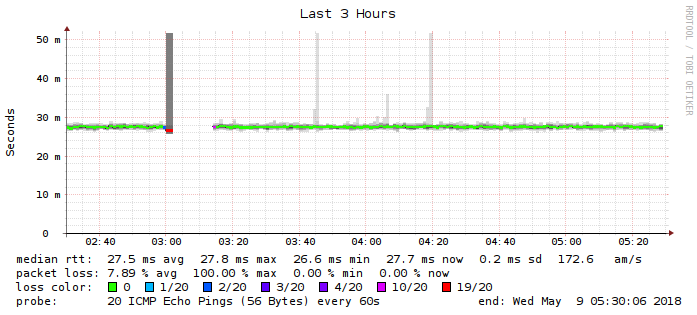 Last 3 Hours
RRDTOOL / TOBI OETIKER
Seconds
50 m
40 m
30 m
20 m
10 m
0
02:40 03:00 03:20 03:40 04:00 04:20 04:40 05:00 05:20
median rtt: 27.5 ms avg 27.8 ms max 26.6 ms min 27.7 ms now 0.2 ms sd 172.6 am/s
packet loss: 7.89 % avg 100.00 % max 0.00 % min 0.00 % now
loss color: 0 1/20 2/20 3/20 4/20 10/20 19/20
probe: 20 ICMP Echo Pings (56 Bytes) every 60s end: Wed May 9 05:30:06 2018